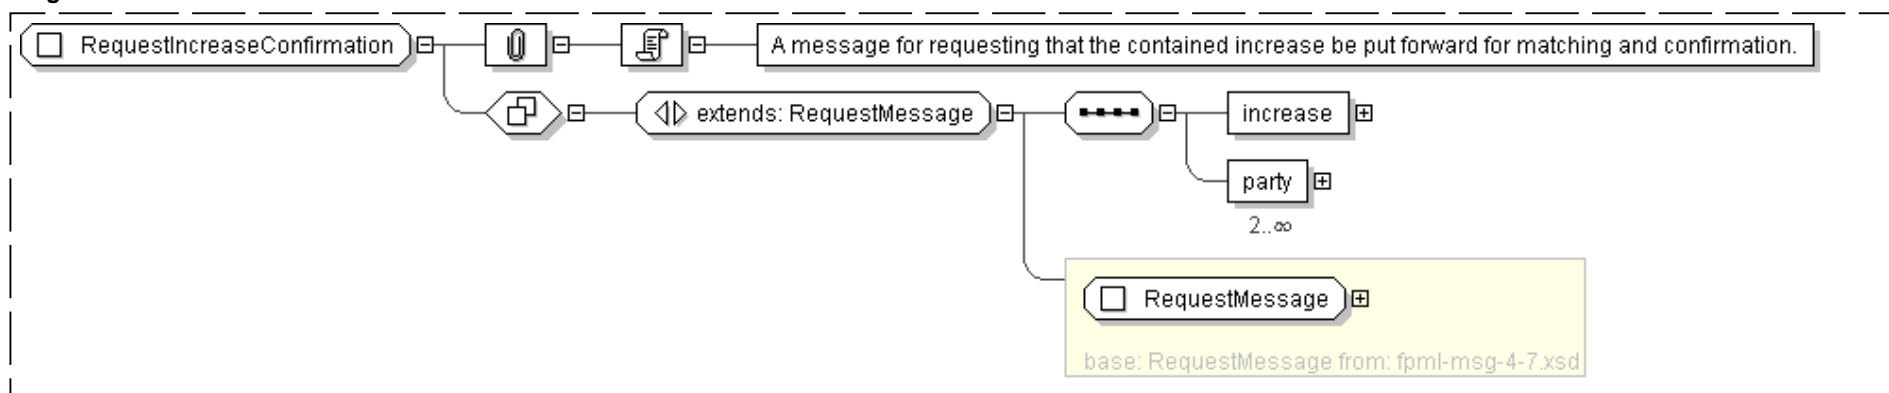 RequestIncreaseConfirmation
A message for requesting that the contained increase be put forward for matching and confirmation.
extends: RequestMessage
increase
party
2..∞
RequestMessage
base: RequestMessage from: fpml-msg-4-7.xsd